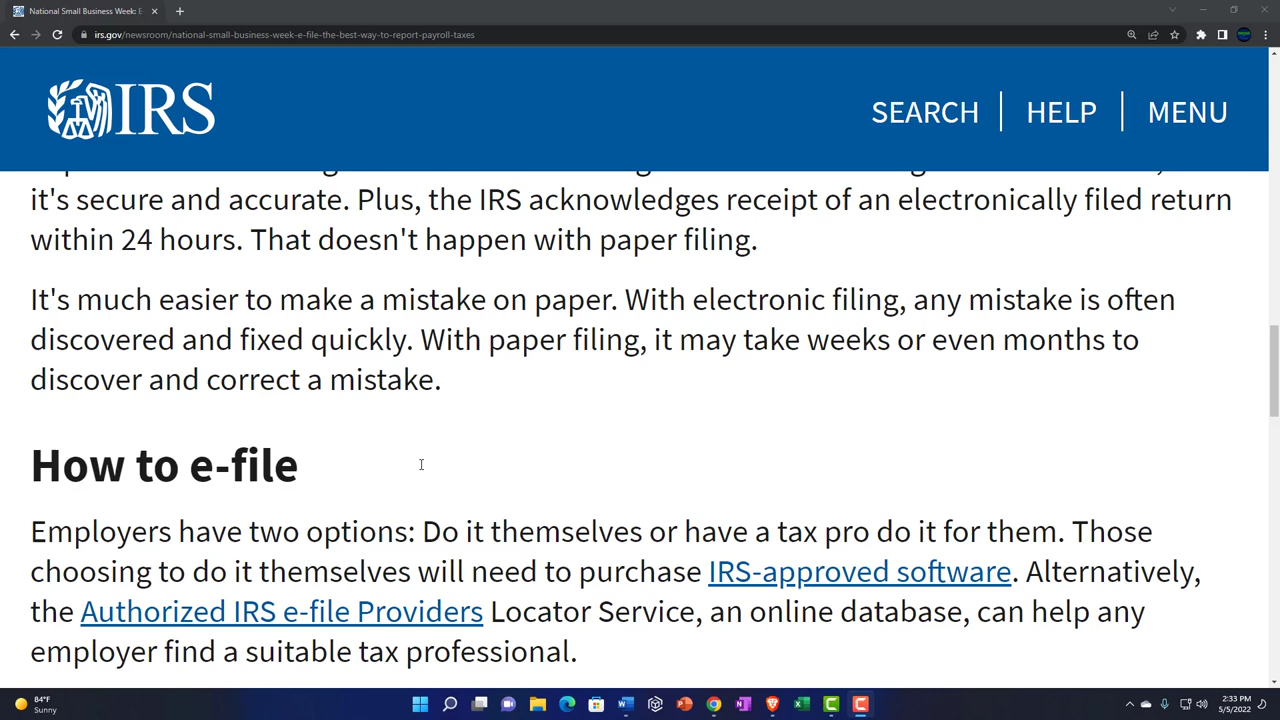 National Small Business Week: E
irs.gov/newsroom/national-small-business-week-e-file-the-best-way-to-report-payroll-taxes
IRS
SEARCH
HELP
MENU
it's secure and accurate. Plus, the IRS acknowledges receipt of an electronically filed return
within 24 hours. That doesn't happen with paper filing.
It's much easier to make a mistake on paper. With electronic filing, any mistake is often
discovered and fixed quickly. With paper filing, it may take weeks or even months to
discover and correct a mistake.
How to e-file
Employers have two options: Do it themselves or have a tax pro do it for them. Those
choosing to do it themselves will need to purchase IRS-approved software. Alternatively,
the Authorized IRS e-file Providers Locator Service, an online database, can help any
employer find a suitable tax professional.
84°F
Sunny
2:33 PM
5/5/2022